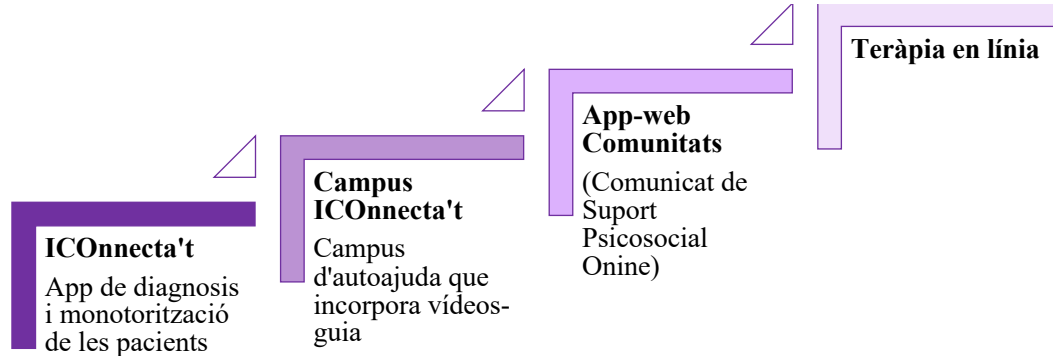 ICOnnecta't
App de diagnosis
i monotorització
de les pacients
Campus
ICOnnecta't
Campus
d'autoajuda que
incorpora vídeos-
guia
App-web
Comunitats
(Comunicat de
Suport
Psicosocial
Onine)
Teràpia en línia